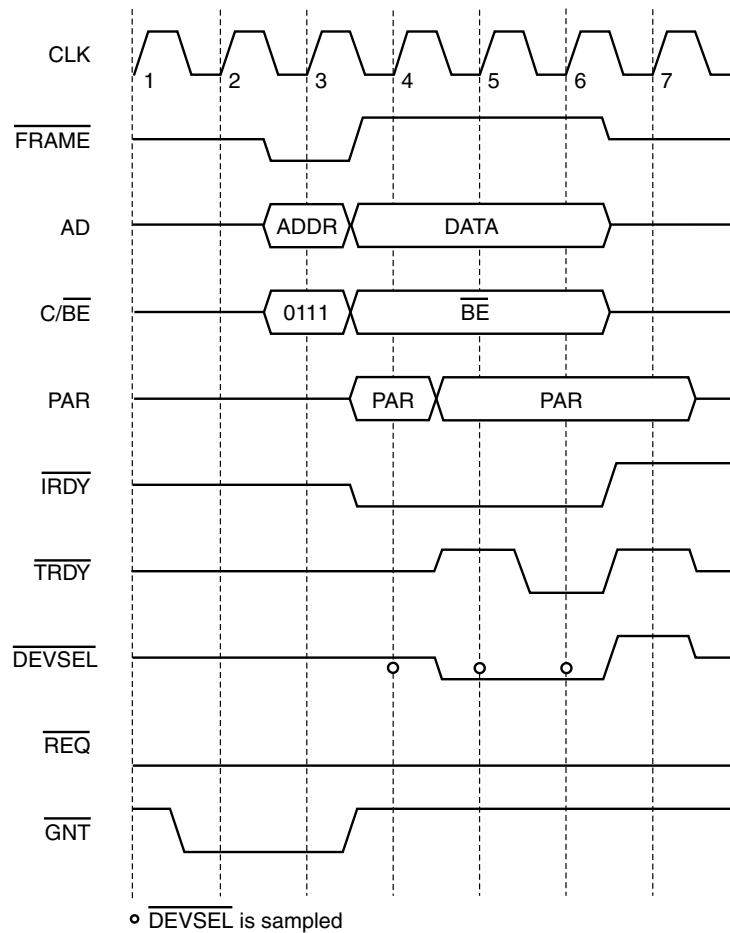 CLK
1 2 3 4 5 6 7
FRAME
AD ADDR DATA
C/BE 0111 BE
PAR PAR PAR
IRDY
TRDY
DEVSEL
REQ
GNT
DEVSEL is sampled